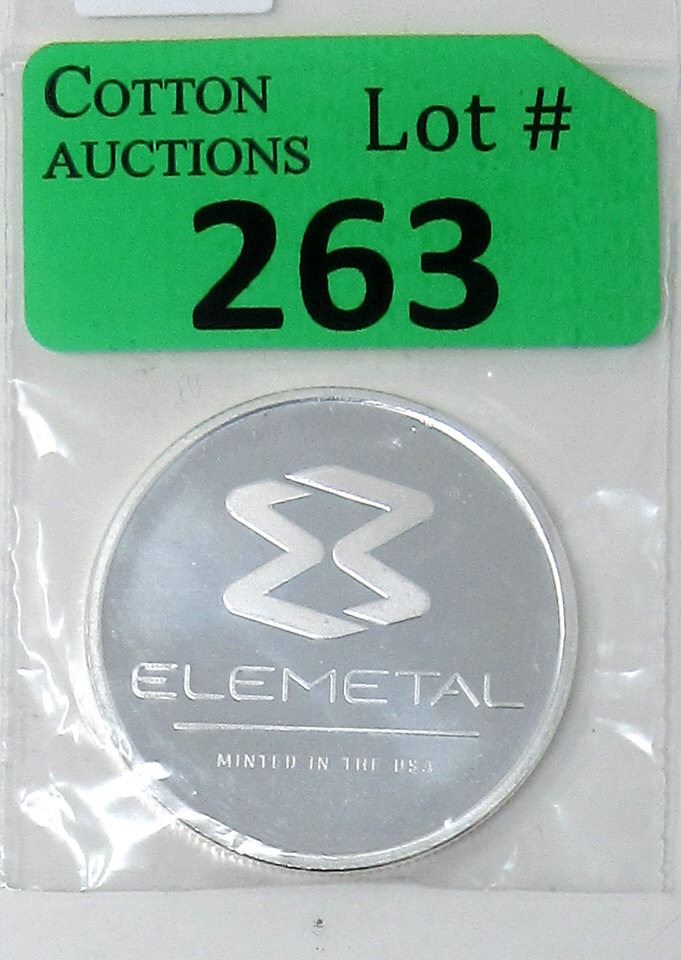 COTTON
AUCTIONS
Lot #
263
ELEMETAL
MINTED IN THE USA